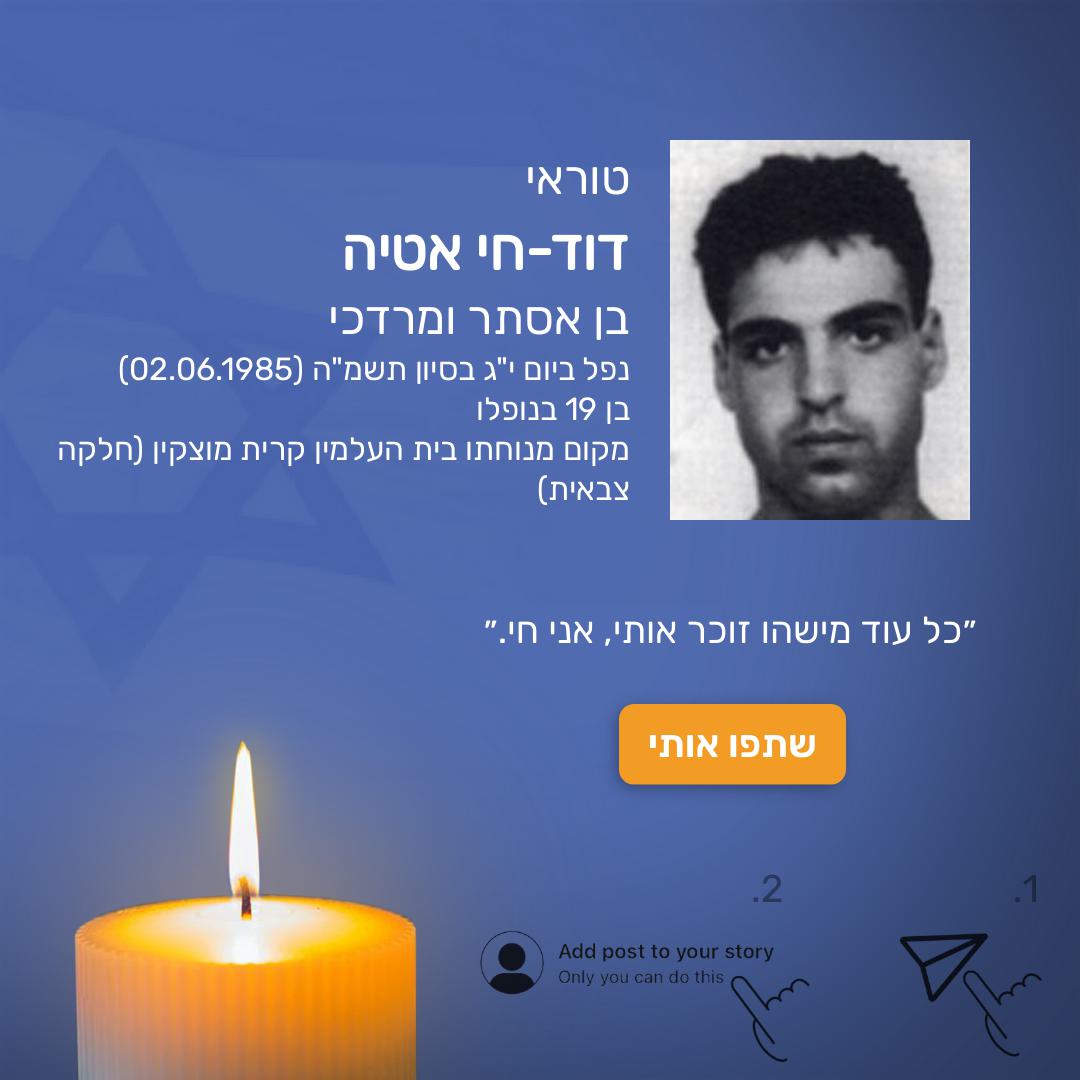 טוראי
דוד-חי אטיה
בן אסתר ומרדכי
נפל ביום י"ג בסיון תשמ"ה (02.06.1985)
בן 19 בנופלו
מקום מנוחתו בית העלמין קרית מוצקין (חלקה
צבאית)
״כל עוד מישהו זוכר אותי, אני חי.״
שתפו אותי
1.
2.
Add post to your story
Only you can do this